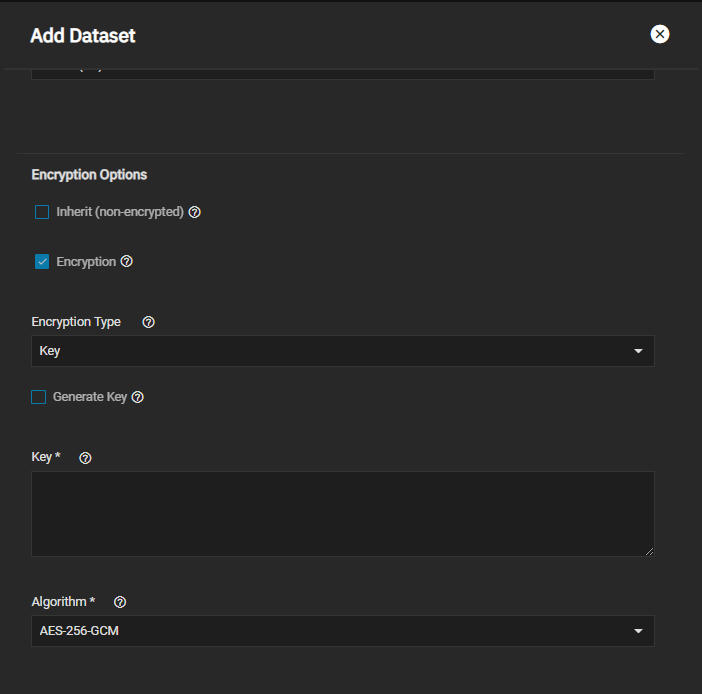 Add Dataset
Encryption Options
Inherit (non-encrypted)
Encryption
Encryption Type
Key
Generate Key
Key *
Algorithm *
AES-256-GCM